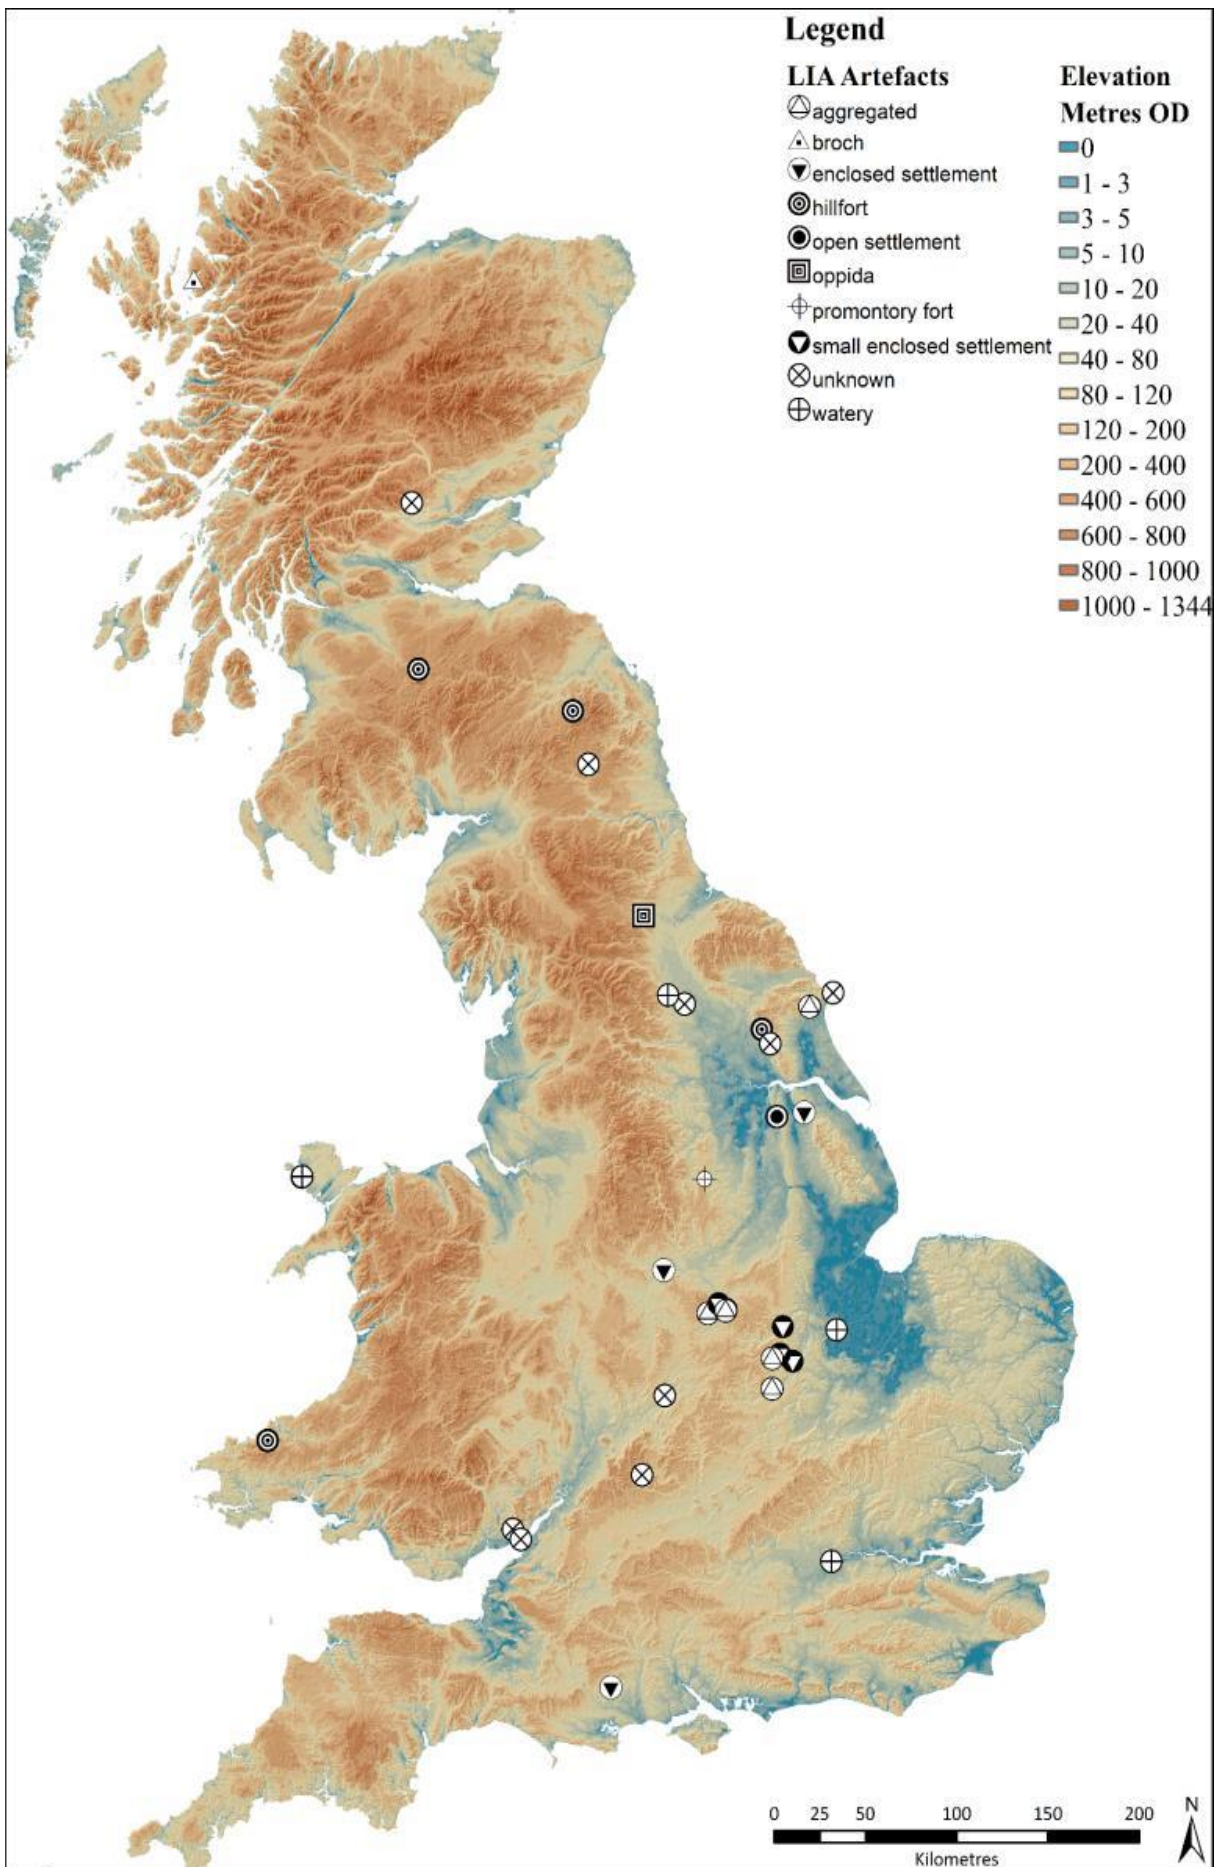 Legend
LIA Artefacts
aggregated
broch
enclosed settlement
hillfort
open settlement
oppida
promontory fort
small enclosed settlement
unknown
watery
Elevation
Metres OD
0
1 - 3
3 - 5
5 - 10
10 - 20
20 - 40
40 - 80
80 - 120
120 - 200
200 - 400
400 - 600
600 - 800
800 - 1000
1000 - 1344
0 25 50 100 150 200
Kilometres
N